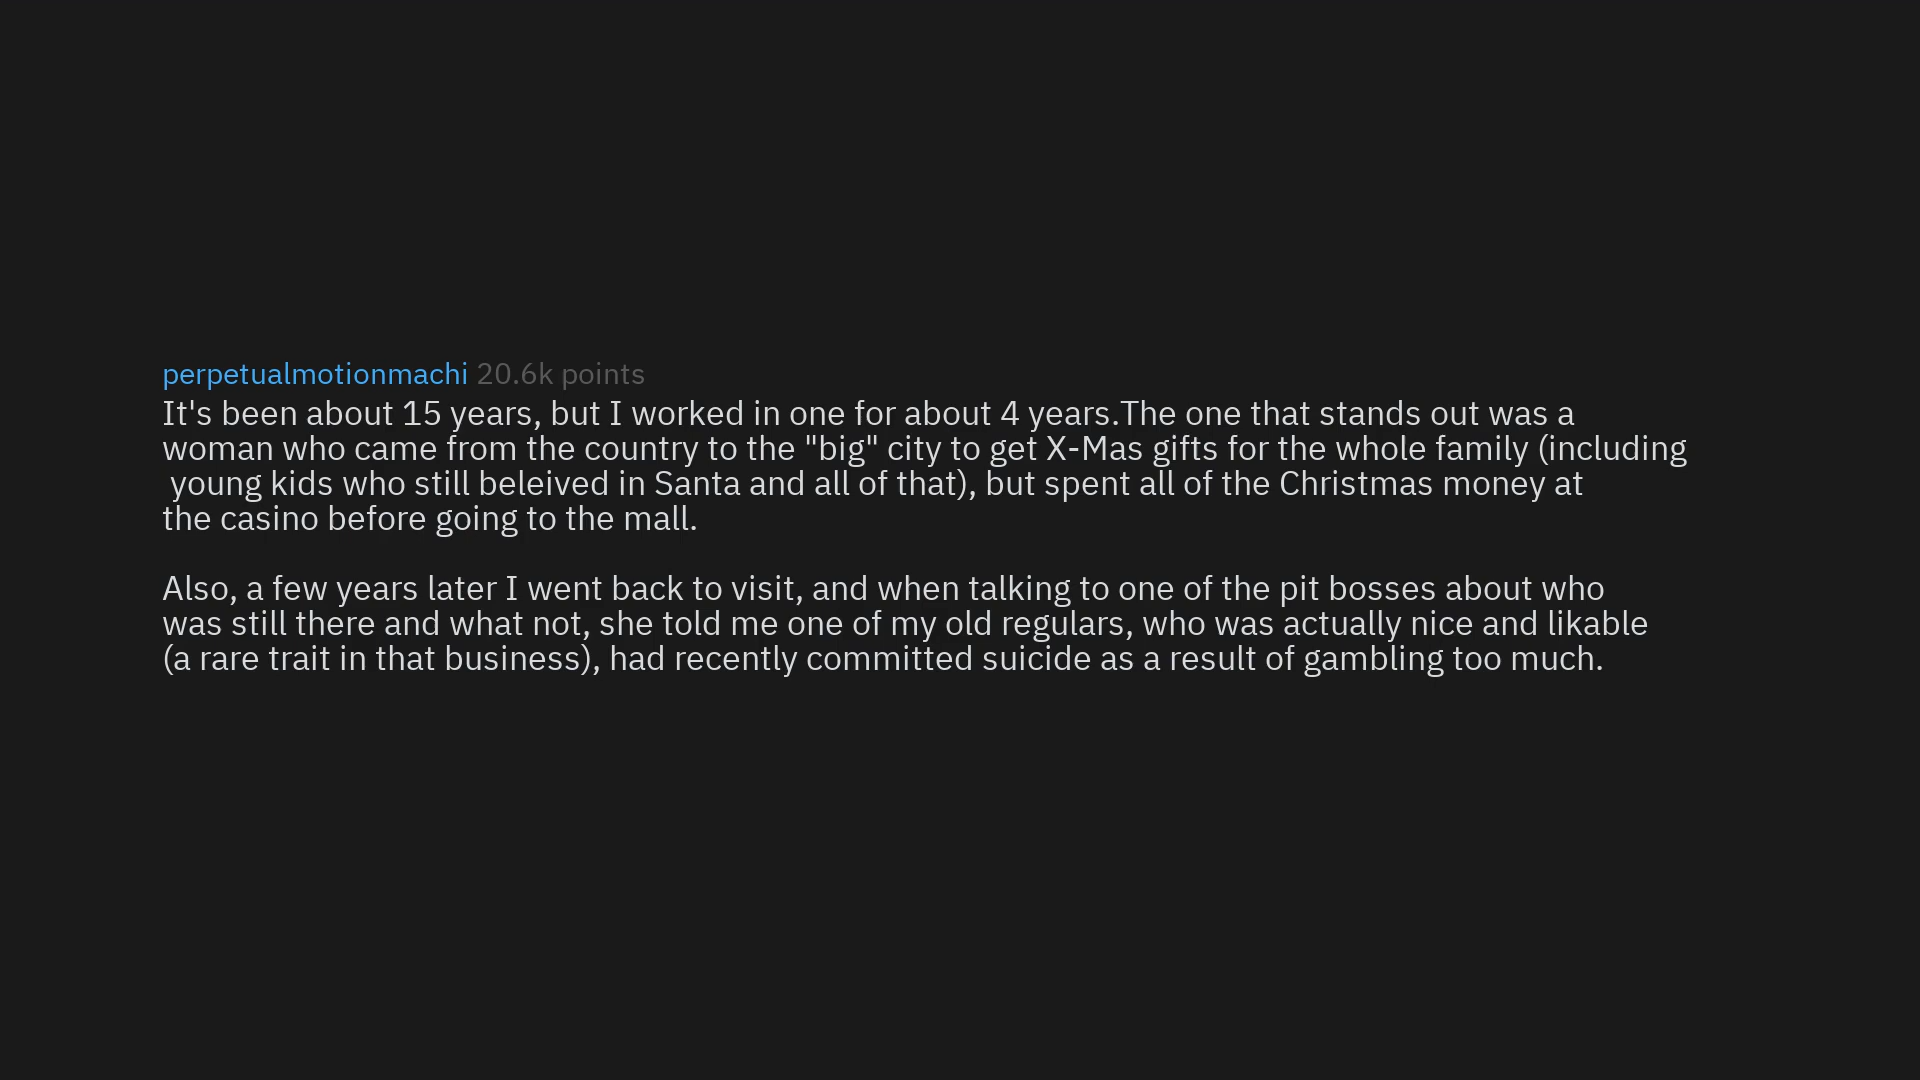 perpetualmotionmachi 20.6k points
It's been about 15 years, but I worked in one for about 4 years.The one that stands out was a
woman who came from the country to the "big" city to get X-Mas gifts for the whole family (including
young kids who still beleived in Santa and all of that), but spent all of the Christmas money at
the casino before going to the mall.
Also, a few years later I went back to visit, and when talking to one of the pit bosses about who
was still there and what not, she told me one of my old regulars, who was actually nice and likable
(a rare trait in that business), had recently committed suicide as a result of gambling too much.